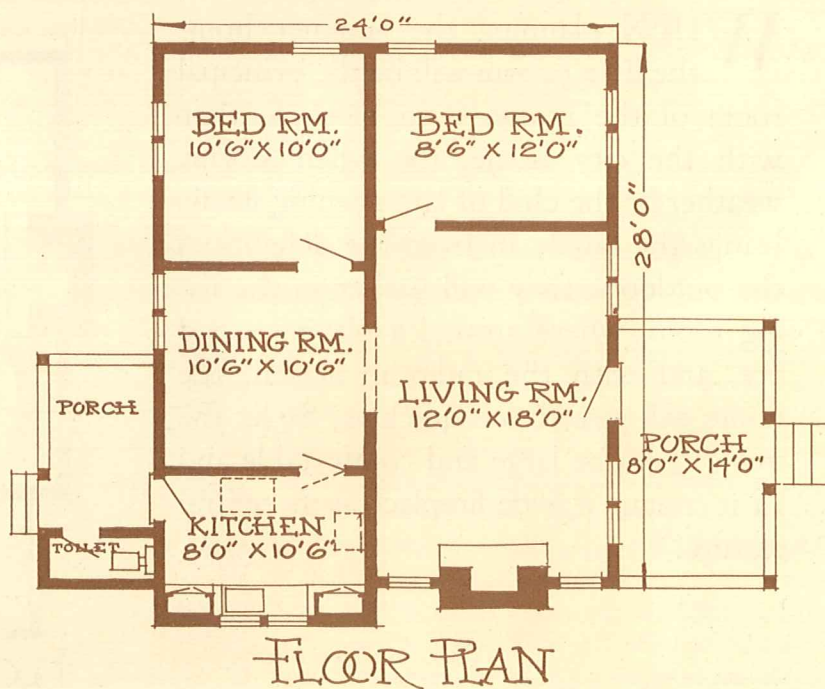 24'0"
BED RM.
10'6" X 10'0"
BED RM.
8'6" X 12'0"
28'0"
DINING RM.
10'6" X 10'6"
LIVING RM.
12'0" X 18'0"
PORCH
PORCH
8'0" X 14'0"
KITCHEN
8'0" X 10'6"
TOILET
FLOOR PLAN